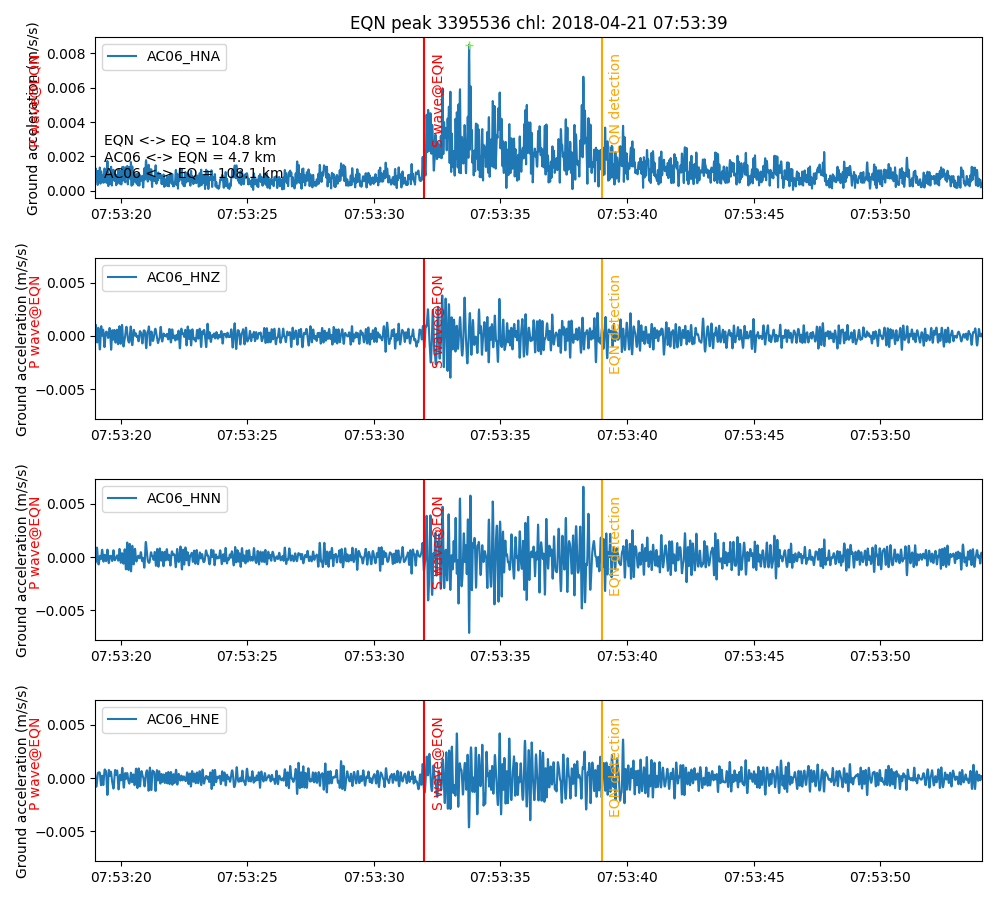 EQN peak 3395536 chl: 2018-04-21 07:53:39
Ground acceleration (m/s/s)
P wave@EQN
0.008
0.006
0.004
0.002
0.000
AC06_HNA
EQN <-> EQ = 104.8 km
AC06 <-> EQN = 4.7 km
AC06 <-> EQ = 108.1 km
S wave@EQN
EQN detection
07:53:20 07:53:25 07:53:30 07:53:35 07:53:40 07:53:45 07:53:50
Ground acceleration (m/s/s)
P wave@EQN
0.005
0.000
−0.005
AC06_HNZ
S wave@EQN
EQN detection
07:53:20 07:53:25 07:53:30 07:53:35 07:53:40 07:53:45 07:53:50
Ground acceleration (m/s/s)
P wave@EQN
0.005
0.000
−0.005
AC06_HNN
S wave@EQN
EQN detection
07:53:20 07:53:25 07:53:30 07:53:35 07:53:40 07:53:45 07:53:50
Ground acceleration (m/s/s)
P wave@EQN
0.005
0.000
−0.005
AC06_HNE
S wave@EQN
EQN detection
07:53:20 07:53:25 07:53:30 07:53:35 07:53:40 07:53:45 07:53:50